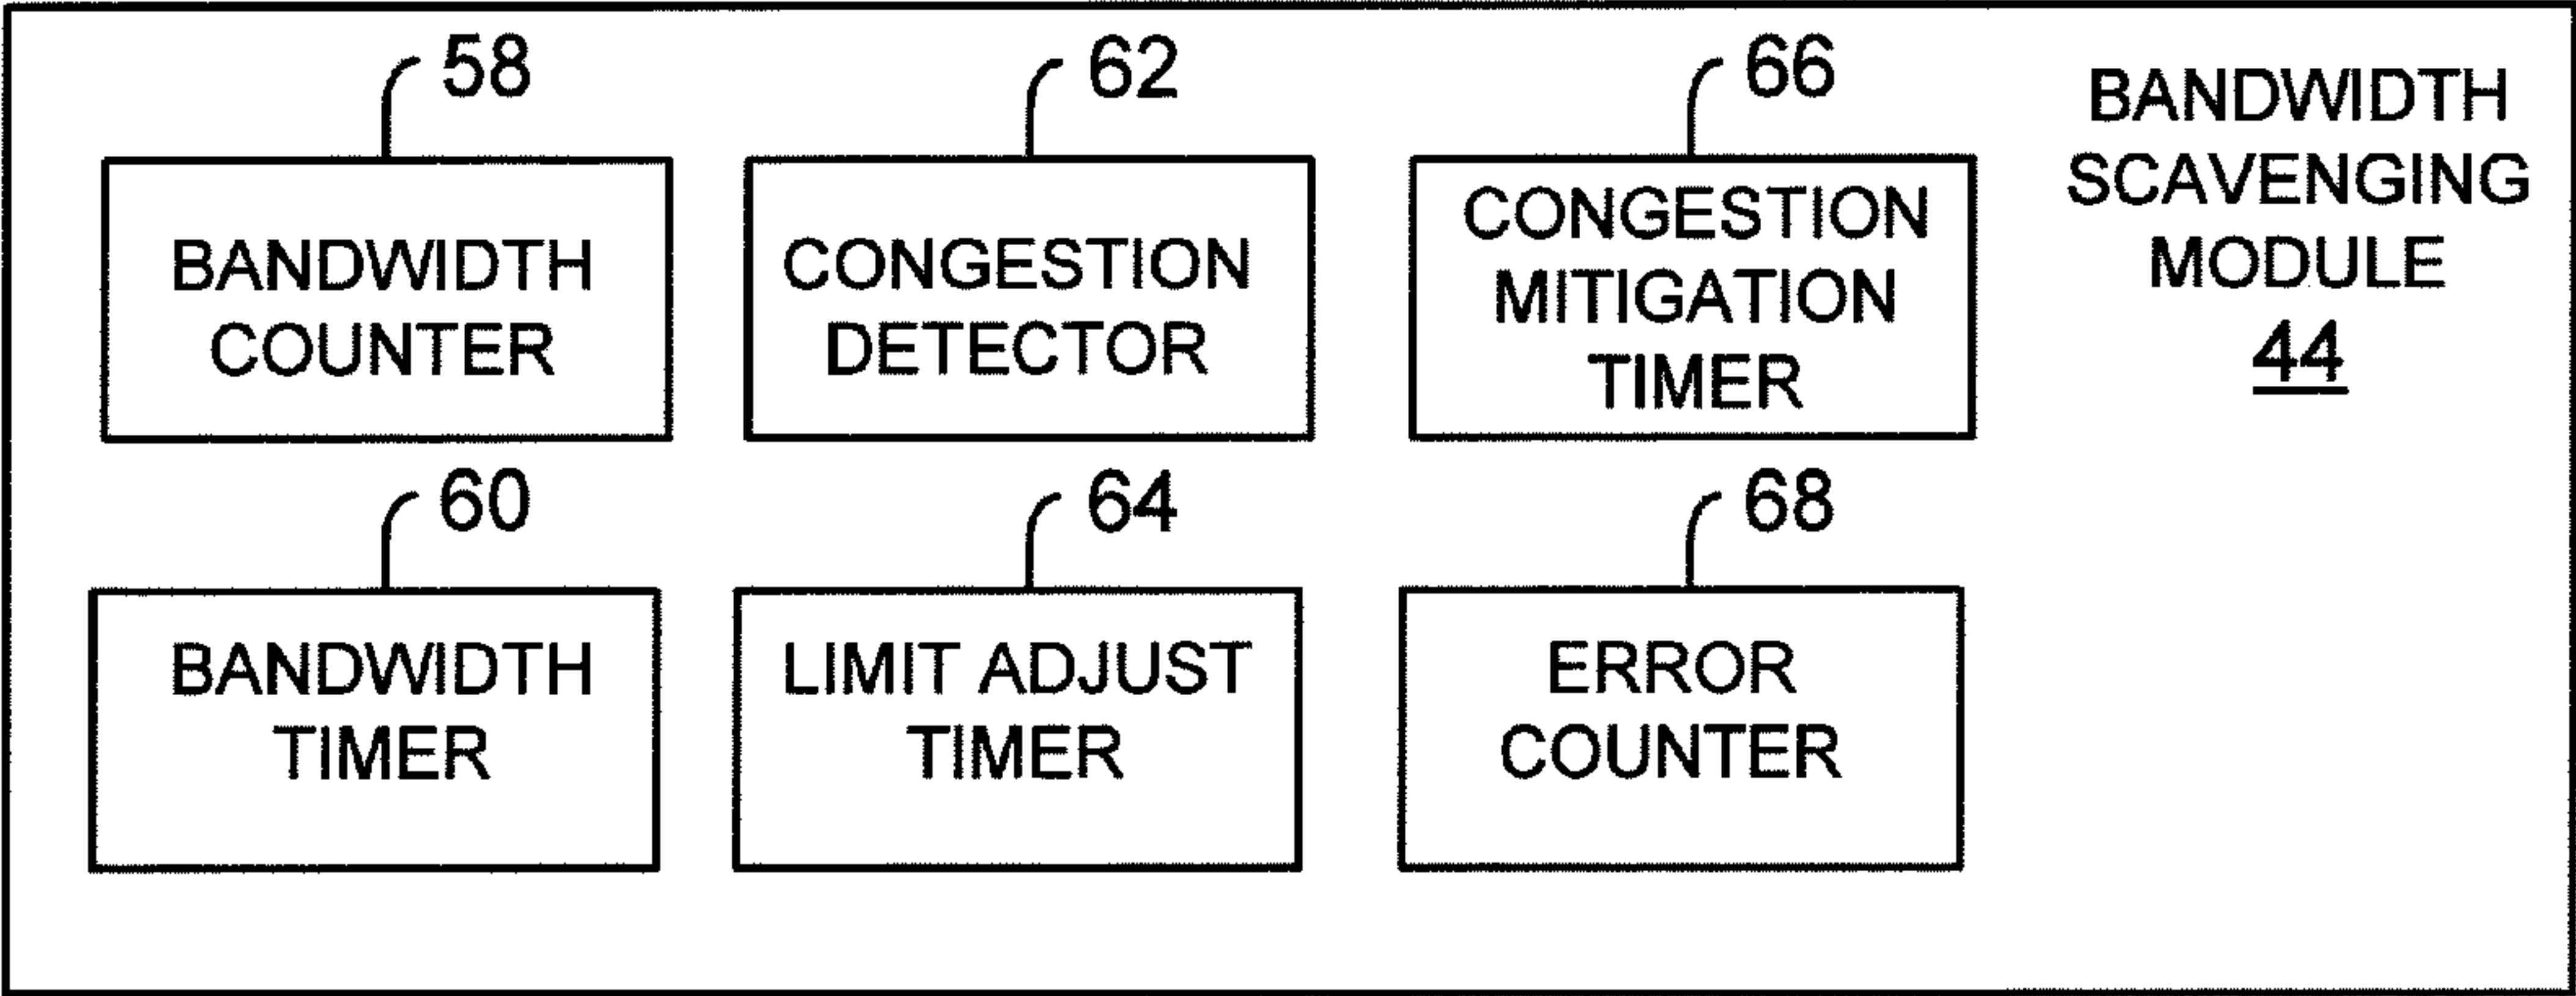 58
BANDWIDTH
COUNTER
62
CONGESTION
DETECTOR
66
CONGESTION
MITIGATION
TIMER
BANDWIDTH
SCAVENGING
MODULE
44
60
BANDWIDTH
TIMER
64
LIMIT ADJUST
TIMER
68
ERROR
COUNTER